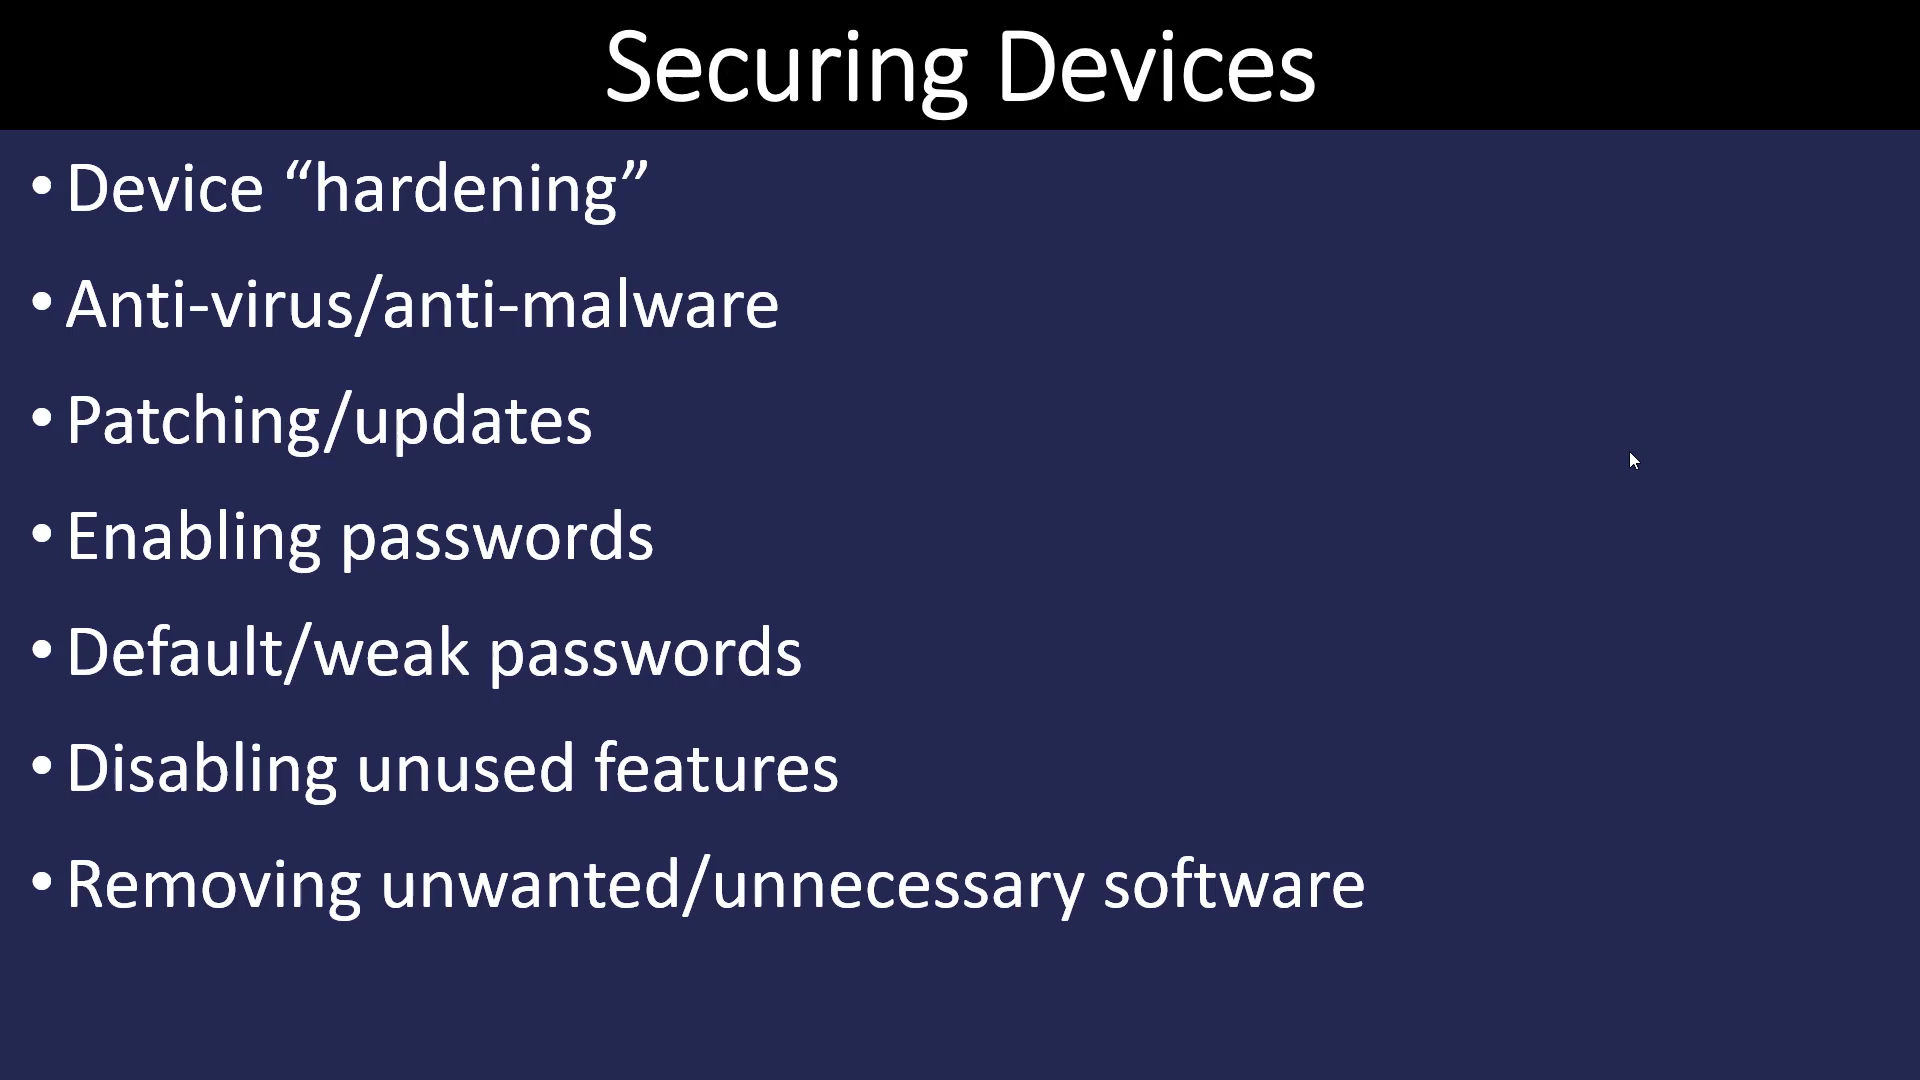 Securing Devices
• Device “hardening”
• Anti-virus/anti-malware
• Patching/updates
• Enabling passwords
• Default/weak passwords
• Disabling unused features
• Removing unwanted/unnecessary software